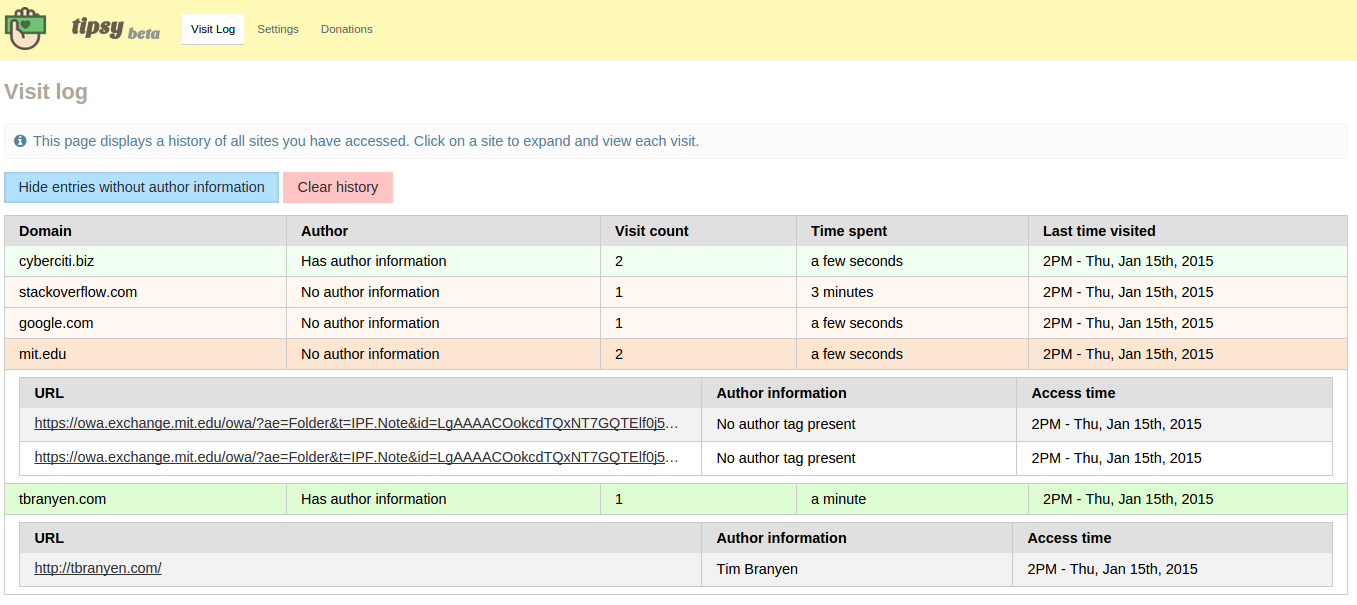 tipsy beta Visit Log Settings Donations
Visit log
This page displays a history of all sites you have accessed. Click on a site to expand and view each visit.
Hide entries without author information Clear history
Domain Author Visit count Time spent Last time visited
cyberciti.biz Has author information 2 a few seconds 2PM - Thu, Jan 15th, 2015
stackoverflow.com No author information 1 3 minutes 2PM - Thu, Jan 15th, 2015
google.com No author information 1 a few seconds 2PM - Thu, Jan 15th, 2015
mit.edu No author information 2 a few seconds 2PM - Thu, Jan 15th, 2015
URL Author information Access time
https://owa.exchange.mit.edu/owa/?ae=Folder&t=IPF.Note&id=LgAAAACOokcdTQxNT7GQTElf0j5... No author tag present 2PM - Thu, Jan 15th, 2015
https://owa.exchange.mit.edu/owa/?ae=Folder&t=IPF.Note&id=LgAAAACOokcdTQxNT7GQTElf0j5... No author tag present 2PM - Thu, Jan 15th, 2015
tbranyen.com Has author information 1 a minute 2PM - Thu, Jan 15th, 2015
URL Author information Access time
http://tbranyen.com/ Tim Branyen 2PM - Thu, Jan 15th, 2015